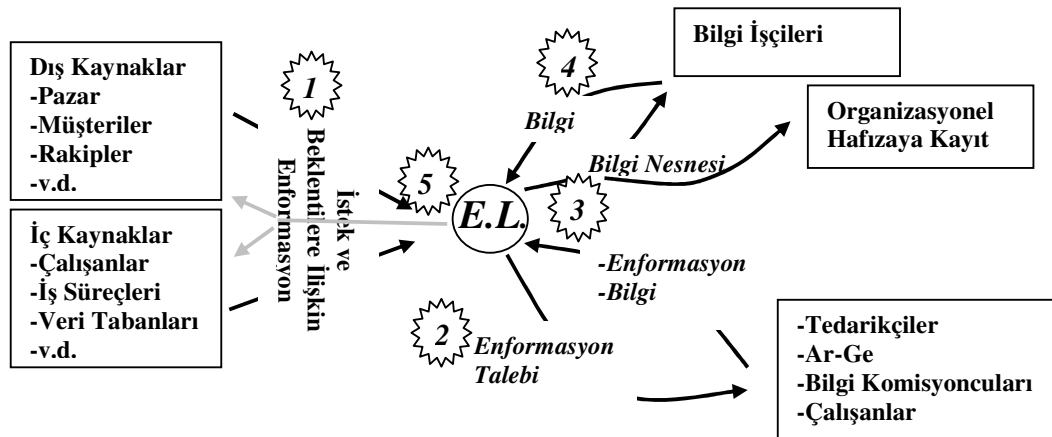 Dış Kaynaklar
-Pazar
-Müşteriler
-Rakipler
-v.d.
İç Kaynaklar
-Çalışanlar
-İş Süreçleri
-Veri Tabanları
-v.d.
1
İstek ve
Beklentilere İlişkin
Enformasyon
5
E.L.
4
Bilgi
Bilgi İşçileri
Bilgi Nesnesi
Organizasyonel
Hafızaya Kayıt
3
-Enformasyon
-Bilgi
2
Enformasyon
Talebi
-Tedarikçiler
-Ar-Ge
-Bilgi Komisyoncuları
-Çalışanlar